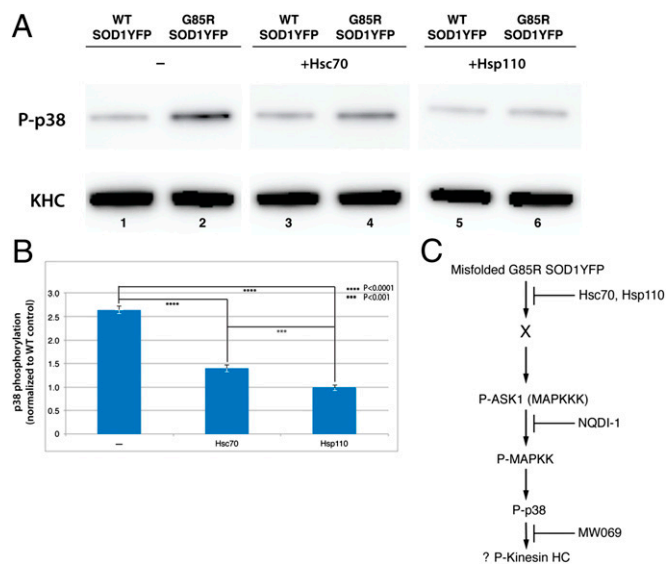 A
WT SOD1YFP
G85R SOD1YFP
WT SOD1YFP
G85R SOD1YFP
WT SOD1YFP
G85R SOD1YFP
–
+Hsc70
+Hsp110
P-p38
KHC
1 2 3 4 5 6
B
p38 phosphorylation
(normalized to WT control)
3.0
2.5
2.0
1.5
1.0
0.5
0
****
****
***
**** P<0.0001
*** P<0.001
–
Hsc70
Hsp110
C
Misfolded G85R SOD1YFP
Hsc70, Hsp110
X
P-ASK1 (MAPKKK)
NQDI-1
P-MAPKK
P-p38
MW069
? P-Kinesin HC